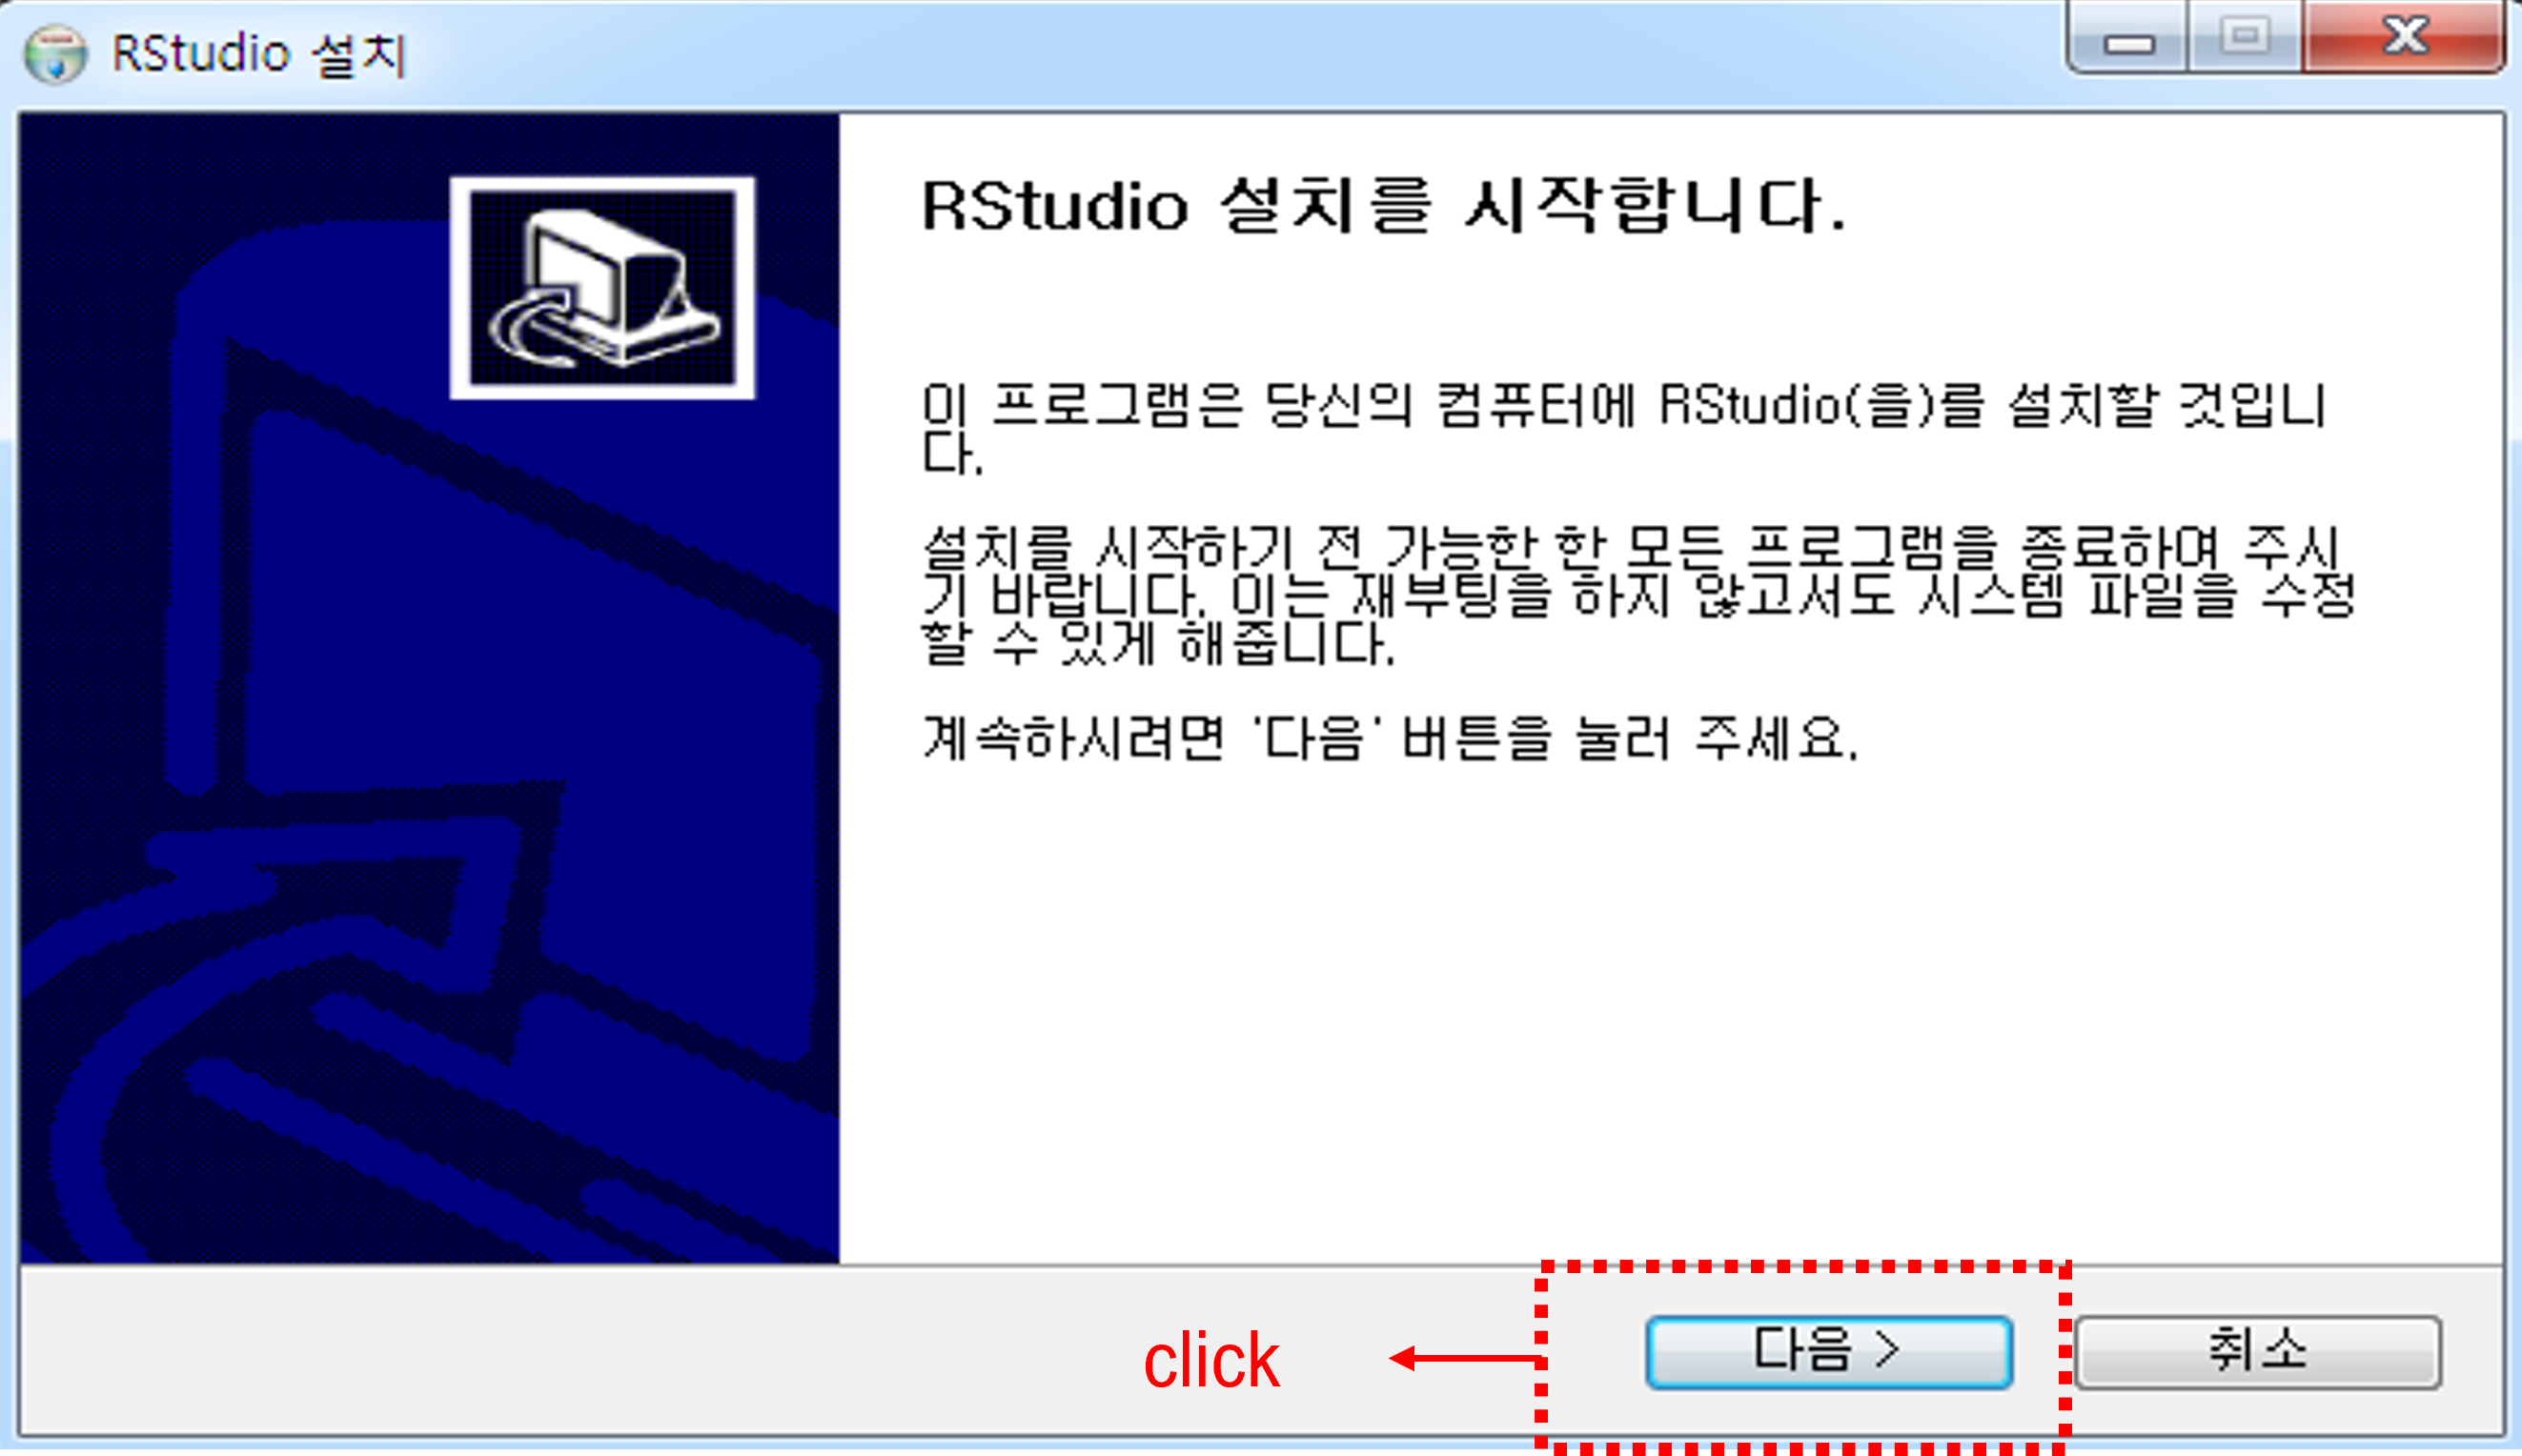 RStudio 설치
RStudio 설치를 시작합니다.
이 프로그램은 당신의 컴퓨터에 RStudio(을)를 설치할 것입니
다.
설치를 시작하기 전 가능한 한 모든 프로그램을 종료하여 주시
기 바랍니다. 이는 재부팅을 하지 않고서도 시스템 파일을 수정
할 수 있게 해줍니다.
계속하시려면 '다음' 버튼을 눌러 주세요.
click
다음 >
취소